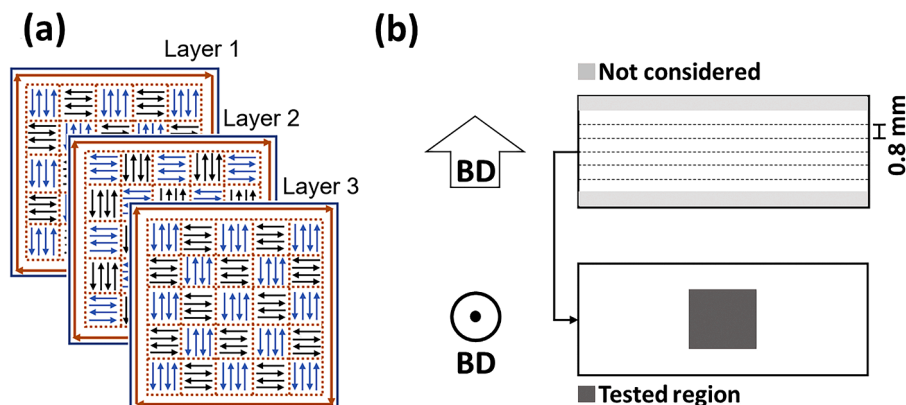 (a)
Layer 1
Layer 2
Layer 3
(b)
Not considered
BD
0.8 mm
BD
Tested region